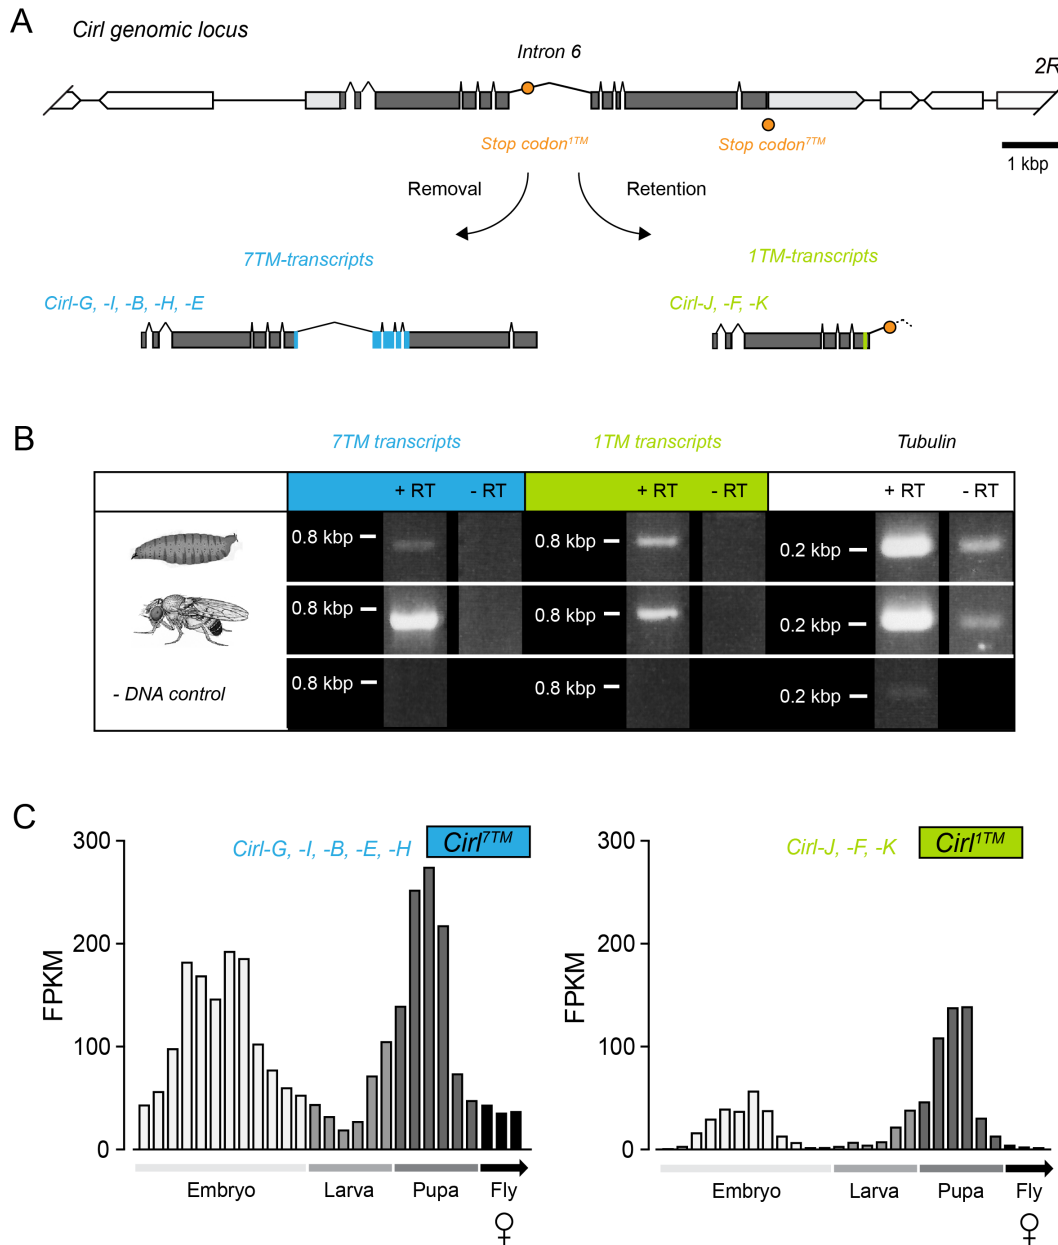 A
Cirl genomic locus
Intron 6
2R
Stop codon1TM
Stop codon7TM
1 kbp
Removal
Retention
7TM-transcripts
1TM-transcripts
Cirl-G, -I, -B, -H, -E
Cirl-J, -F, -K
B
7TM transcripts
1TM transcripts
Tubulin
+ RT - RT + RT - RT + RT - RT
0.8 kbp 0.8 kbp 0.2 kbp
0.8 kbp 0.8 kbp 0.2 kbp
- DNA control 0.8 kbp 0.8 kbp 0.2 kbp
C
300
Cirl-G, -I, -B, -E, -H
Cirl7TM
200
100
0
FPKM
Embryo Larva Pupa Fly
♀
300
Cirl-J, -F, -K
Cirl1TM
200
100
0
FPKM
Embryo Larva Pupa Fly
♀